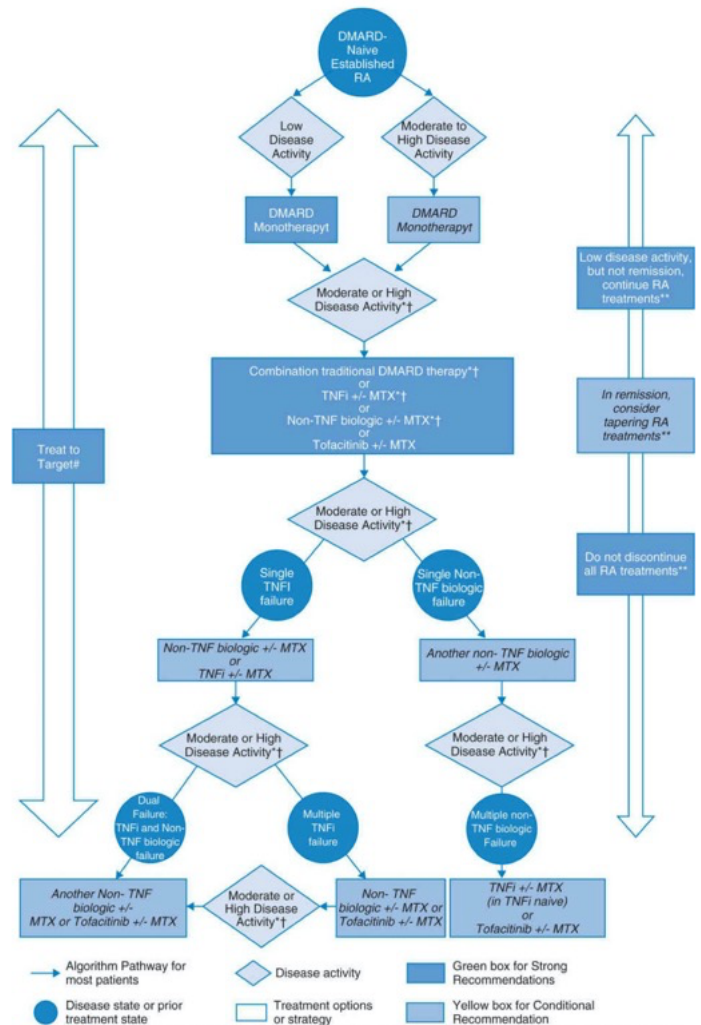 DMARD-
Naive
Established
RA
Low
Disease
Activity
Moderate to
High Disease
Activity
DMARD
Monotherapyt
DMARD
Monotherapyt
Moderate or High
Disease Activity*†
Combination traditional DMARD therapy*†
or
TNFi +/- MTX*†
or
Non-TNF biologic +/- MTX*†
or
Tofacitinib +/- MTX
Treat to
Target#
Low disease activity,
but not remission,
continue RA
treatments**
In remission,
consider
tapering RA
treatments**
Do not discontinue
all RA treatments**
Moderate or High
Disease Activity*†
Single
TNFI
failure
Single Non-
TNF biologic
failure
Non-TNF biologic +/- MTX
or
TNFi +/- MTX
Another non- TNF biologic
+/- MTX
Moderate or High
Disease Activity*†
Moderate or High
Disease Activity*†
Dual
Failure:
TNFi and Non-
TNF biologic
failure
Multiple
TNFi
failure
Multiple non-
TNF biologic
Failure
Another Non- TNF
biologic +/-
MTX or Tofacitinib +/- MTX
Moderate or
High Disease
Activity*†
Non- TNF
biologic +/- MTX or
Tofacitinib +/- MTX
TNFi +/- MTX
(in TNFi naive)
or
Tofacitinib +/- MTX
Algorithm Pathway for
most patients
Disease activity
Green box for Strong
Recommendations
Disease state or prior
treatment state
Treatment options
or strategy
Yellow box for Conditional
Recommendation